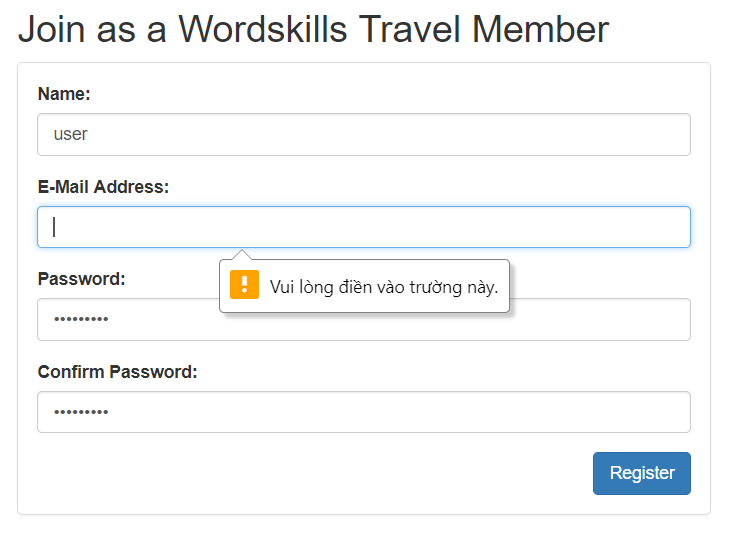 Join as a Wordskills Travel Member
Name:
user
E-Mail Address:
Vui lòng điền vào trường này.
Password:
•••••••••
Confirm Password:
•••••••••
Register